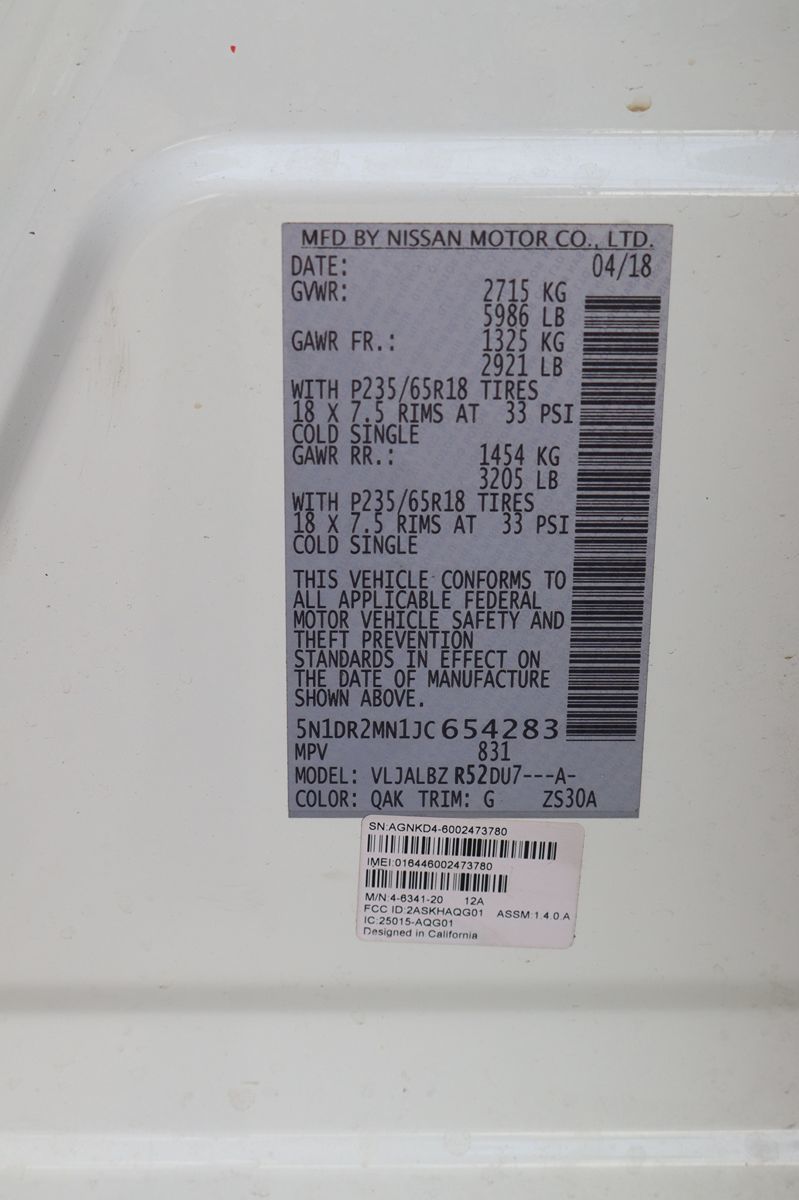 MFD BY NISSAN MOTOR CO., LTD.
DATE: 04/18
GVWR: 2715 KG
5986 LB
GAWR FR.: 1325 KG
2921 LB
WITH P235/65R18 TIRES
18 X 7.5 RIMS AT 33 PSI
COLD SINGLE
GAWR RR.: 1454 KG
3205 LB
WITH P235/65R18 TIRES
18 X 7.5 RIMS AT 33 PSI
COLD SINGLE
THIS VEHICLE CONFORMS TO
ALL APPLICABLE FEDERAL
MOTOR VEHICLE SAFETY AND
THEFT PREVENTION
STANDARDS IN EFFECT ON
THE DATE OF MANUFACTURE
SHOWN ABOVE.
5N1DR2MN1JC654283
MPV 831
MODEL: VLJALBZ R52DU7---A-
COLOR: QAK TRIM: G ZS30A
SN:AGNKD4-6002473780
IMEI:016446002473780
M/N:4-6341-20 12A
FCC ID:2ASKHAQG01 ASSM:1.4.0.A
IC:25015-AQG01
Designed in California